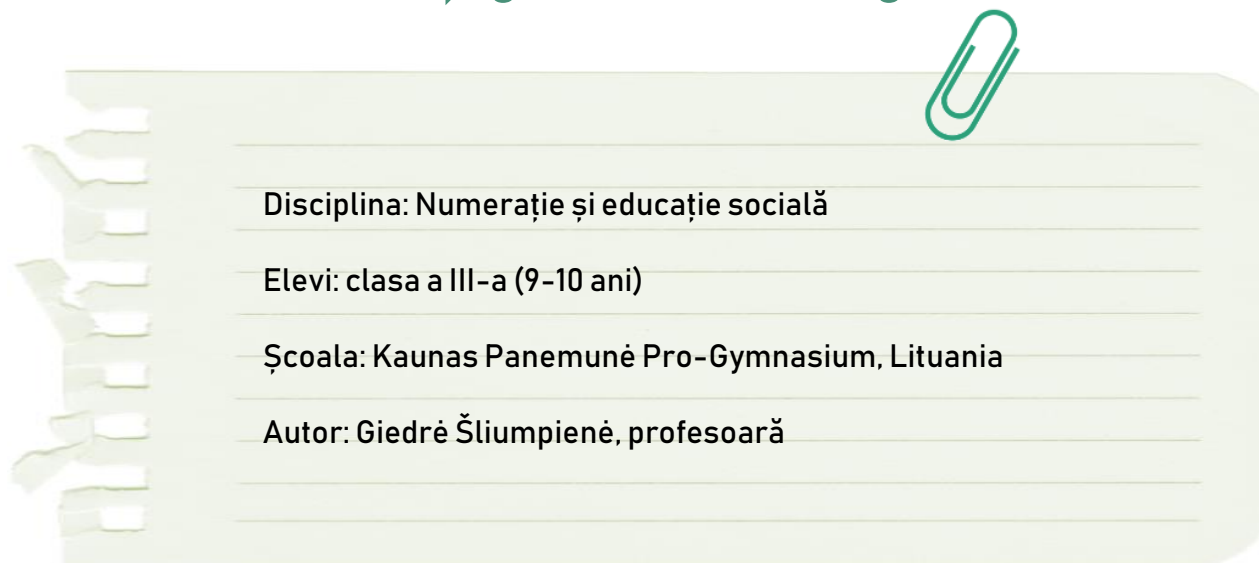 Disciplina: Numerație și educație socială
Elevi: clasa a III-a (9-10 ani)
Școala: Kaunas Panemunė Pro-Gymnasium, Lituania
Autor: Giedrė Šliumpienė, profesoară